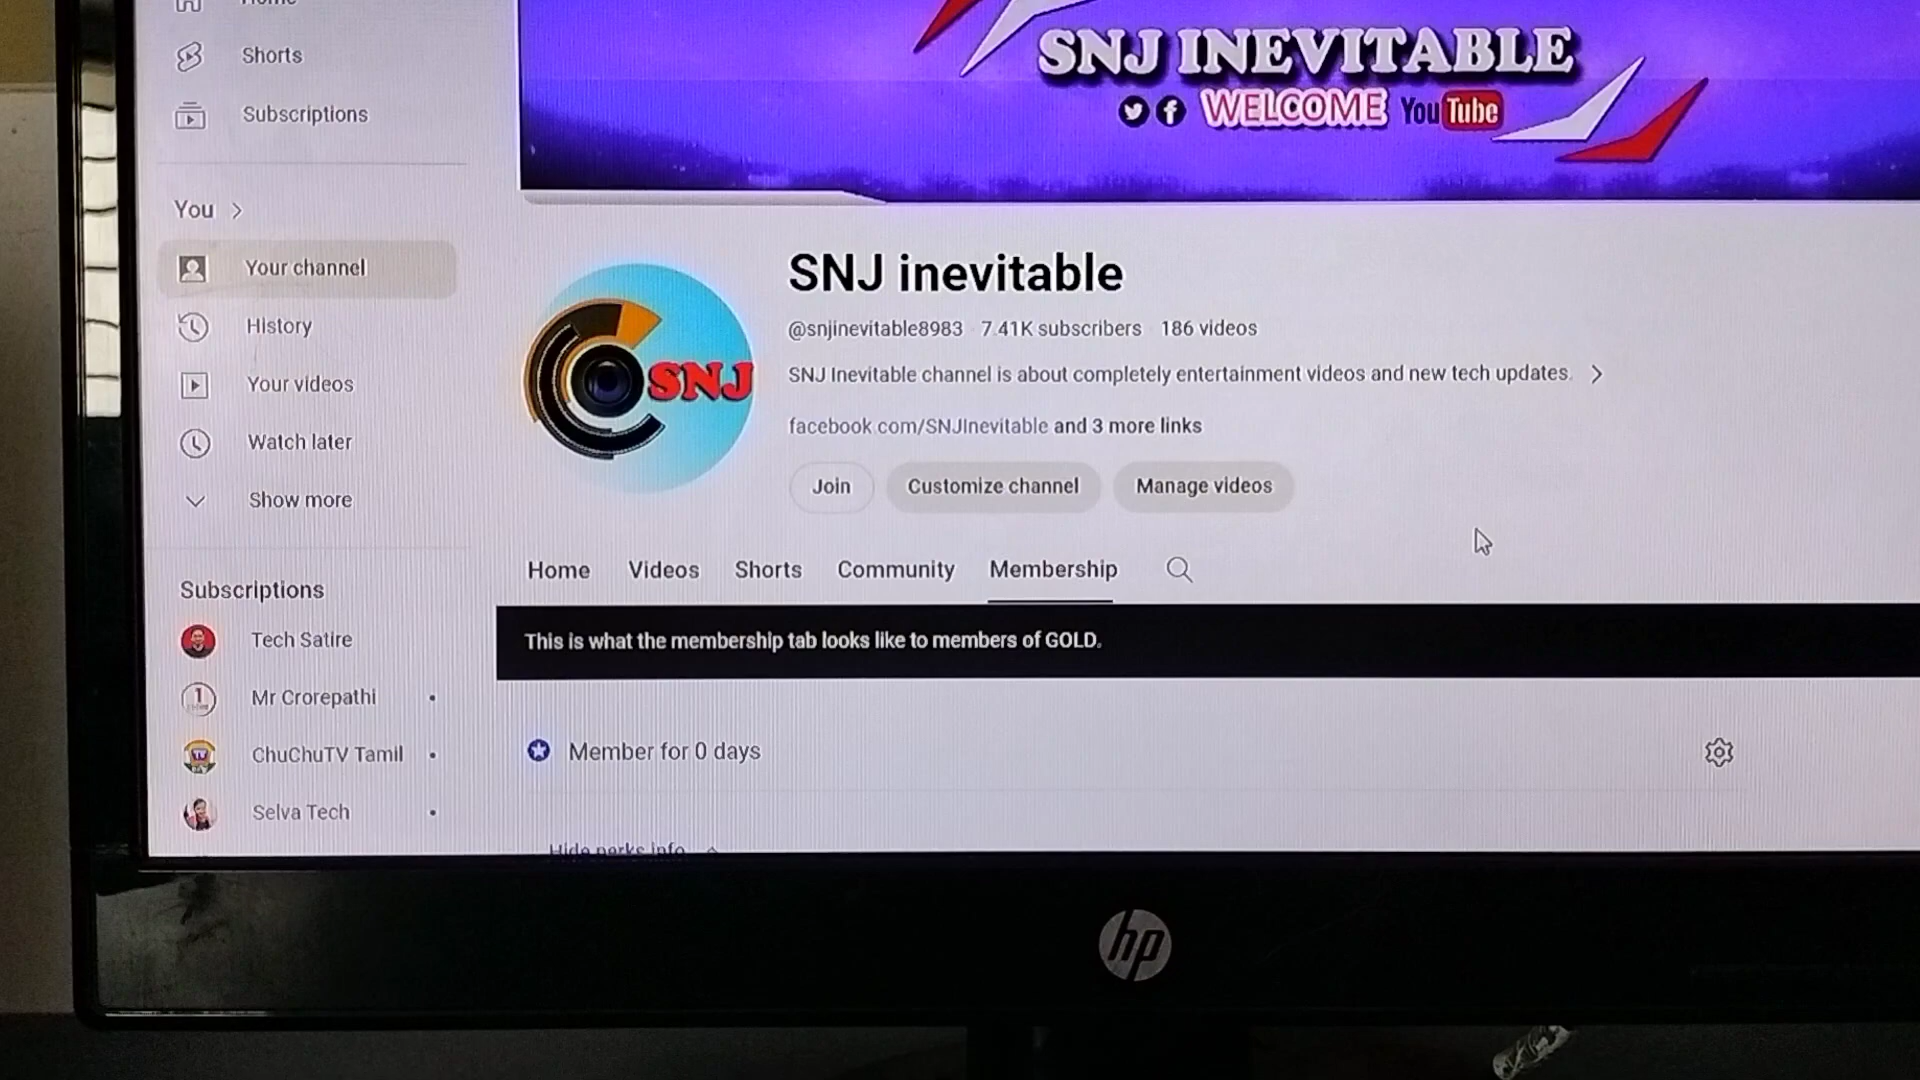 Home
Shorts
Subscriptions
You
Your channel
History
Your videos
Watch later
Show more
Subscriptions
Tech Satire
Mr Crorepathi
ChuChuTV Tamil
Selva Tech
SNJ INEVITABLE
WELCOME YouTube
SNJ
SNJ inevitable
@snjinevitable8983 7.41K subscribers 186 videos
SNJ Inevitable channel is about completely entertainment videos and new tech updates.
facebook.com/SNJInevitable and 3 more links
Join Customize channel Manage videos
Home Videos Shorts Community Membership
This is what the membership tab looks like to members of GOLD.
Member for 0 days
Hide perks info
hp